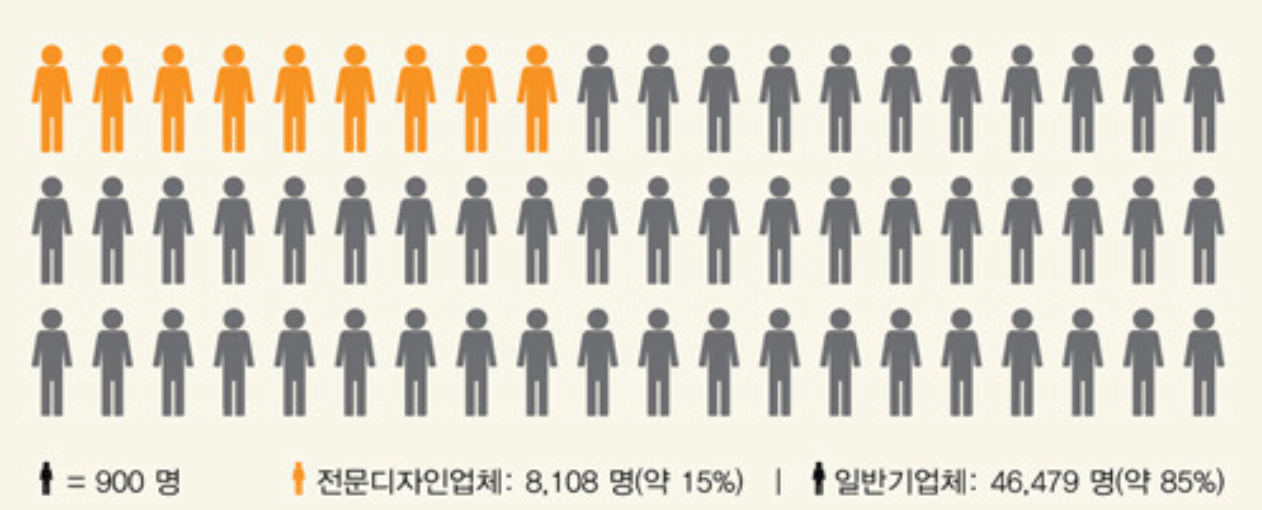 = 900 명 전문디자인업체: 8,108 명(약 15%) | 일반기업체: 46,479 명(약 85%)